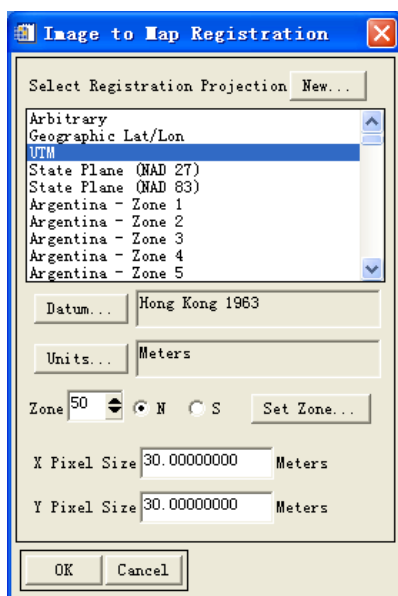 Image to Map Registration
Select Registration Projection New...
Arbitrary
Geographic Lat/Lon
UTM
State Plane (NAD 27)
State Plane (NAD 83)
Argentina - Zone 1
Argentina - Zone 2
Argentina - Zone 3
Argentina - Zone 4
Argentina - Zone 5
Datum... Hong Kong 1963
Units... Meters
Zone 50 N S Set Zone...
X Pixel Size 30.00000000 Meters
Y Pixel Size 30.00000000 Meters
OK Cancel